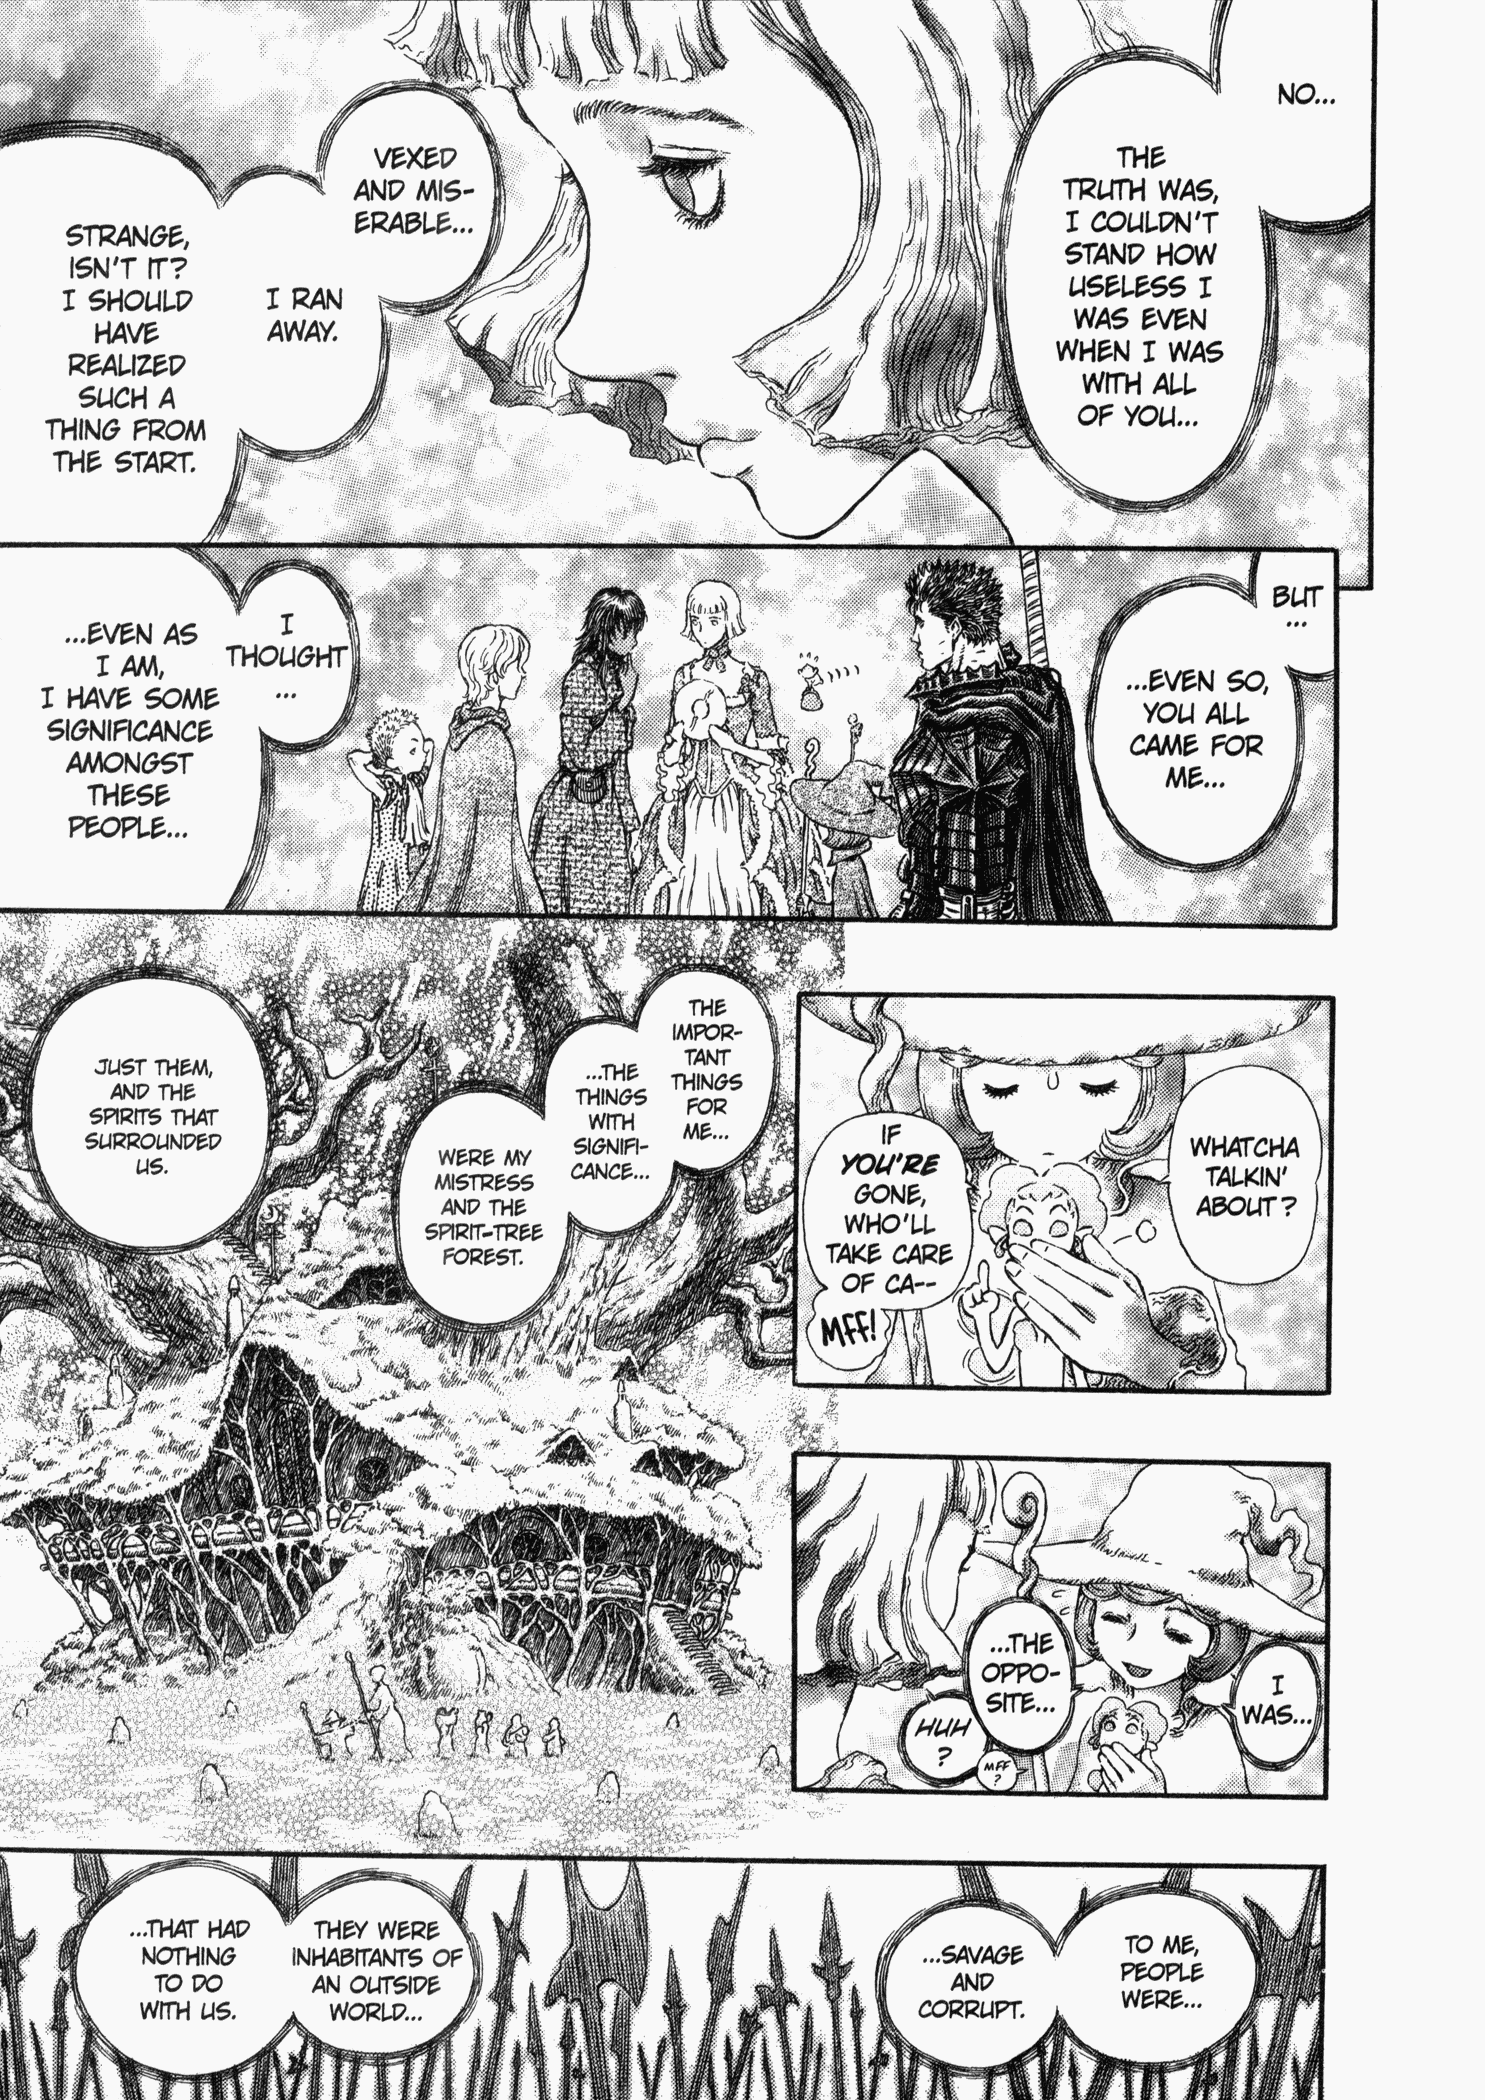 NO...
THE
TRUTH WAS,
I COULDN'T
STAND HOW
USELESS I
WAS EVEN
WHEN I WAS
WITH ALL
OF YOU...
VEXED
AND MIS-
ERABLE...
I RAN
AWAY.
STRANGE,
ISN'T IT?
I SHOULD
HAVE
REALIZED
SUCH A
THING FROM
THE START.
BUT
...
...EVEN SO,
YOU ALL
CAME FOR
ME...
I
THOUGHT
...
...EVEN AS
I AM,
I HAVE SOME
SIGNIFICANCE
AMONGST
THESE
PEOPLE...
WHATCHA
TALKIN'
ABOUT?
IF
YOU'RE
GONE,
WHO'LL
TAKE CARE
OF CA--
MFF!
I
WAS...
...THE
OPPO-
SITE...
HUH
?
MFF
?
THE
IMPOR-
TANT
THINGS
FOR
ME...
...THE
THINGS
WITH
SIGNIFI-
CANCE...
WERE MY
MISTRESS
AND THE
SPIRIT-TREE
FOREST.
JUST THEM,
AND THE
SPIRITS THAT
SURROUNDED
US.
TO ME,
PEOPLE
WERE...
...SAVAGE
AND
CORRUPT.
THEY WERE
INHABITANTS OF
AN OUTSIDE
WORLD...
...THAT HAD
NOTHING
TO DO
WITH US.